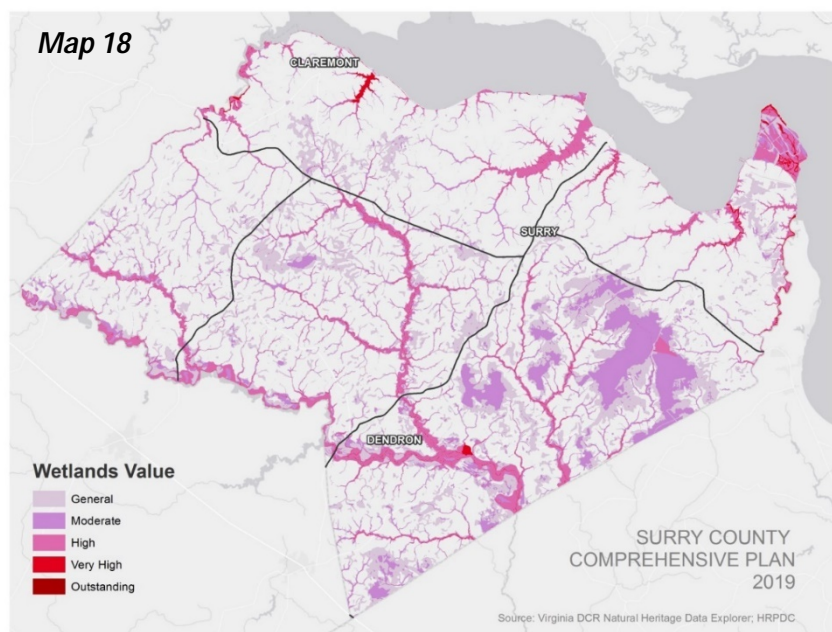 Map 18
CLAREMONT
SURRY
DENDRON
Wetlands Value
General
Moderate
High
Very High
Outstanding
SURRY COUNTY
COMPREHENSIVE PLAN
2019
Source: Virginia DCR Natural Heritage Data Explorer; HRPDC